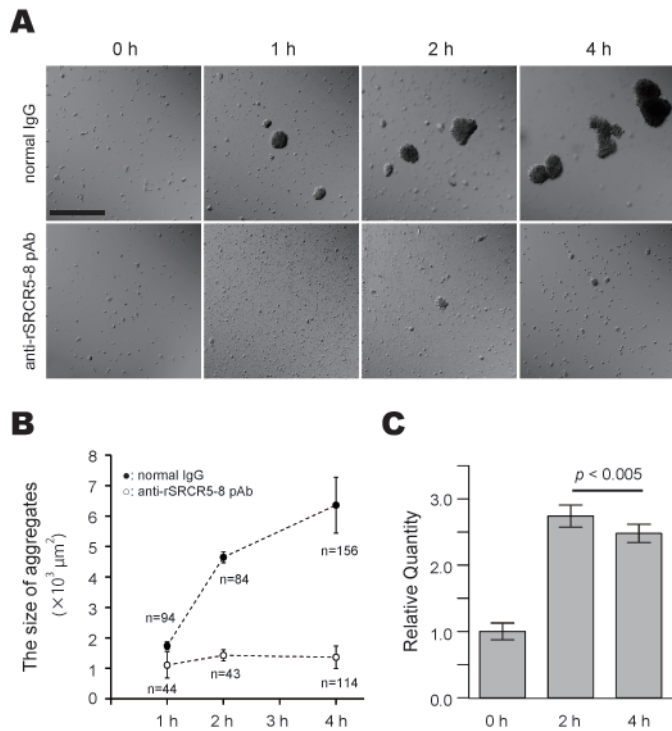 A
0 h
1 h
2 h
4 h
normal IgG
anti-rSRCR5-8 pAb
B
The size of aggregates
(×10³ μm²)
8
7
6
5
4
3
2
1
0
●: normal IgG
○: anti-rSRCR5-8 pAb
n=94
n=84
n=156
n=44
n=43
n=114
1 h
2 h
3 h
4 h
C
Relative Quantity
3.0
2.0
1.0
0.0
p < 0.005
0 h
2 h
4 h